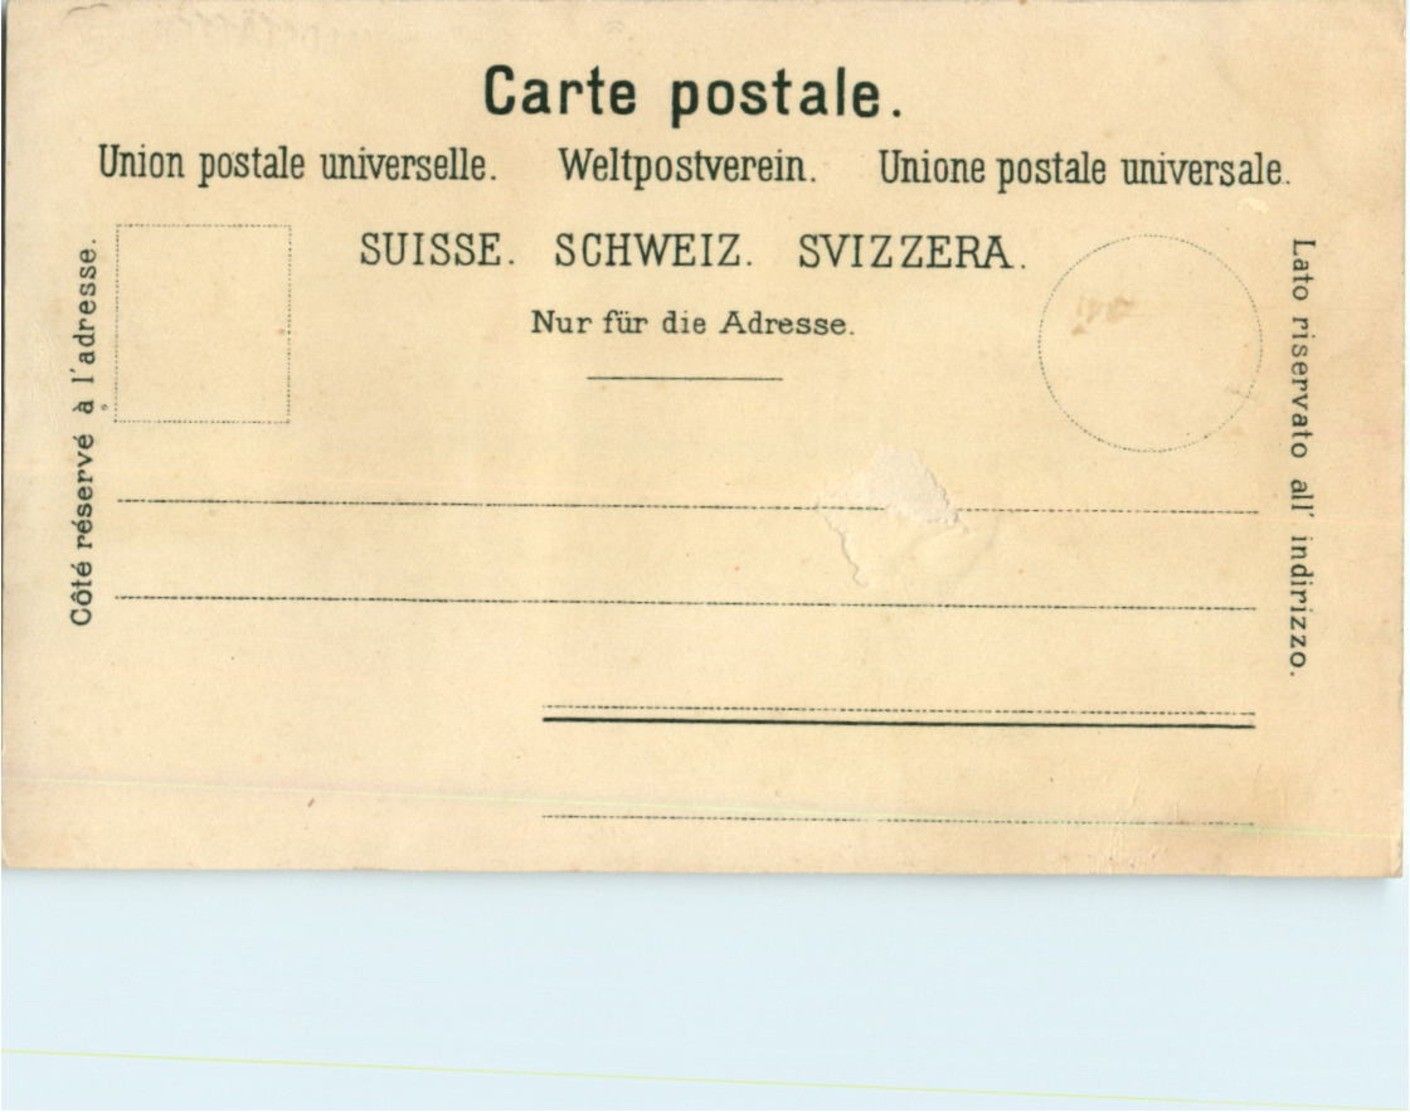 Carte postale.
Union postale universelle. Weltpostverein. Unione postale universale.
SUISSE. SCHWEIZ. SVIZZERA.
Nur für die Adresse.
Côté réservé à l'adresse.
Lato riservato all' indirizzo.